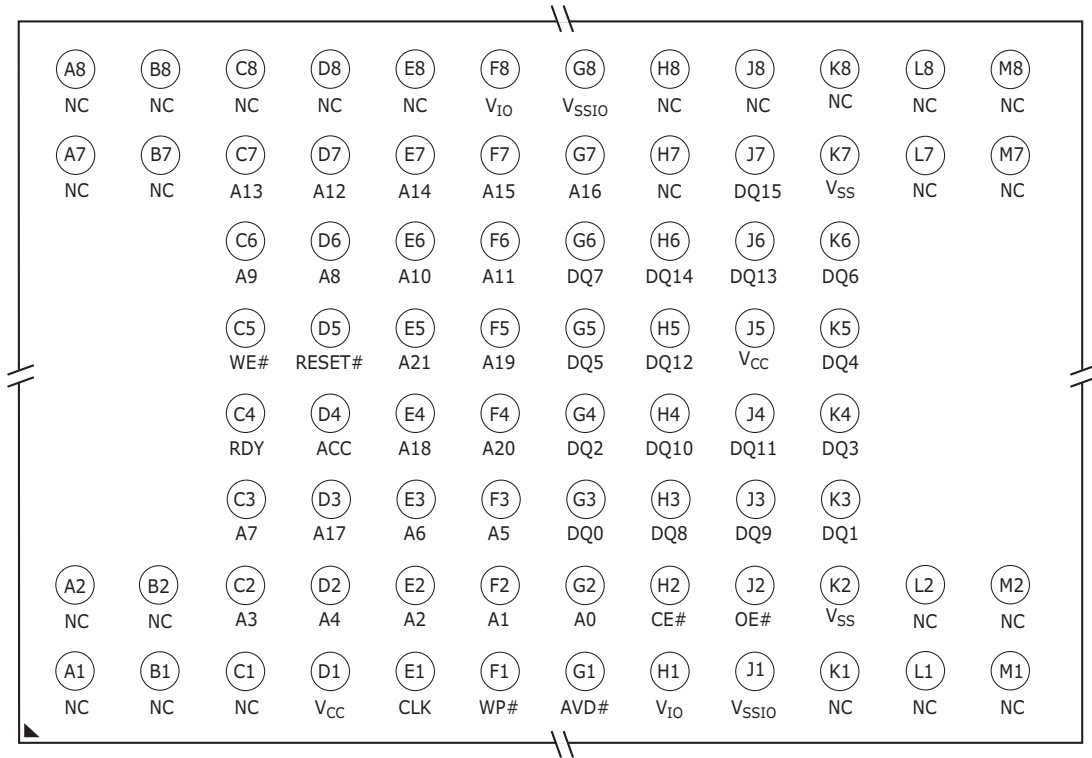 A8 B8 C8 D8 E8 F8 G8 H8 J8 K8 L8 M8
NC NC NC NC NC VIO VSSIO NC NC NC NC NC
A7 B7 C7 D7 E7 F7 G7 H7 J7 K7 L7 M7
NC NC A13 A12 A14 A15 A16 NC DQ15 VSS NC NC
C6 D6 E6 F6 G6 H6 J6 K6
A9 A8 A10 A11 DQ7 DQ14 DQ13 DQ6
C5 D5 E5 F5 G5 H5 J5 K5
WE# RESET# A21 A19 DQ5 DQ12 VCC DQ4
C4 D4 E4 F4 G4 H4 J4 K4
RDY ACC A18 A20 DQ2 DQ10 DQ11 DQ3
C3 D3 E3 F3 G3 H3 J3 K3
A7 A17 A6 A5 DQ0 DQ8 DQ9 DQ1
A2 B2 C2 D2 E2 F2 G2 H2 J2 K2 L2 M2
NC NC A3 A4 A2 A1 A0 CE# OE# VSS NC NC
A1 B1 C1 D1 E1 F1 G1 H1 J1 K1 L1 M1
NC NC NC VCC CLK WP# AVD# VIO VSSIO NC NC NC